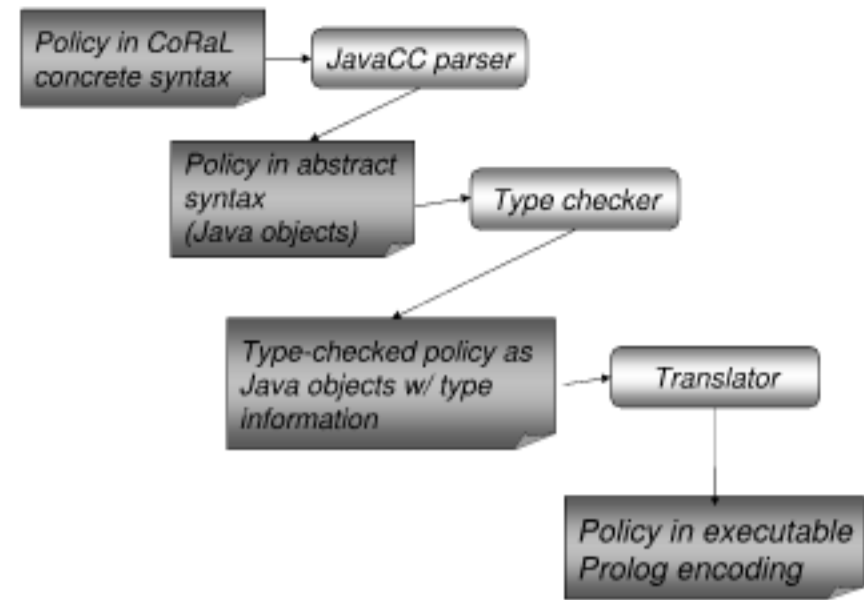 Policy in CoRaL
concrete syntax
JavaCC parser
Policy in abstract
syntax
(Java objects)
Type checker
Type-checked policy as
Java objects w/ type
information
Translator
Policy in executable
Prolog encoding